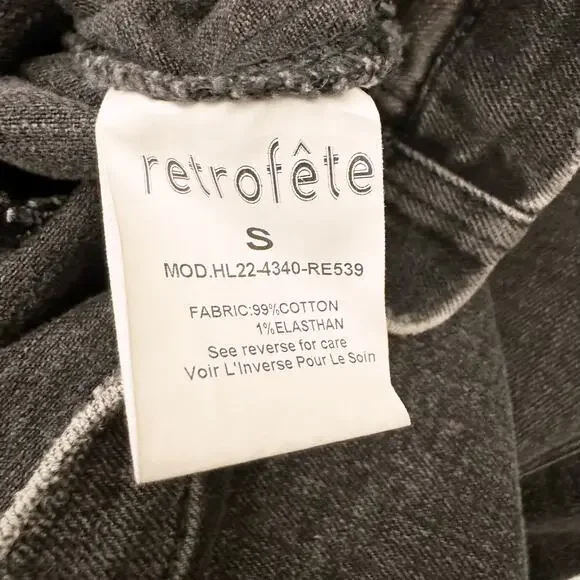 retrofête
S
MOD.HL22-4340-RE539
FABRIC:99%COTTON
1%ELASTHAN
See reverse for care
Voir L'Inverse Pour Le Soin